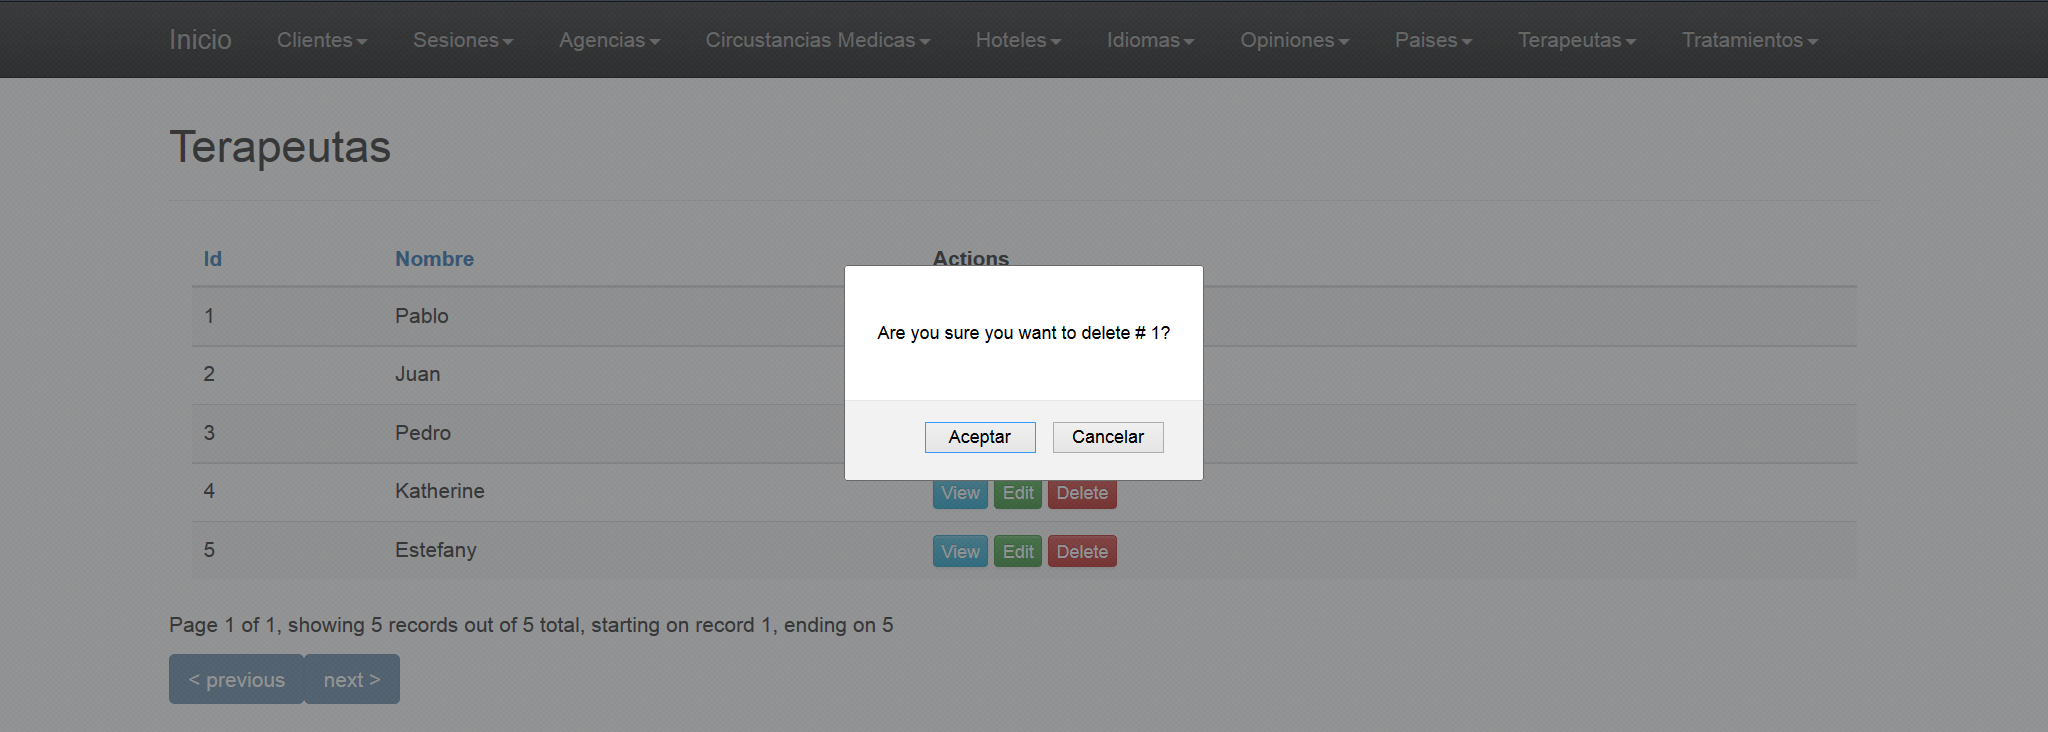 Inicio Clientes Sesiones Agencias Circustancias Medicas Hoteles Idiomas Opiniones Paises Terapeutas Tratamientos
Terapeutas
Id Nombre Actions
1 Pablo
2 Juan
3 Pedro
4 Katherine View Edit Delete
5 Estefany View Edit Delete
Are you sure you want to delete # 1?
Aceptar Cancelar
Page 1 of 1, showing 5 records out of 5 total, starting on record 1, ending on 5
< previous next >